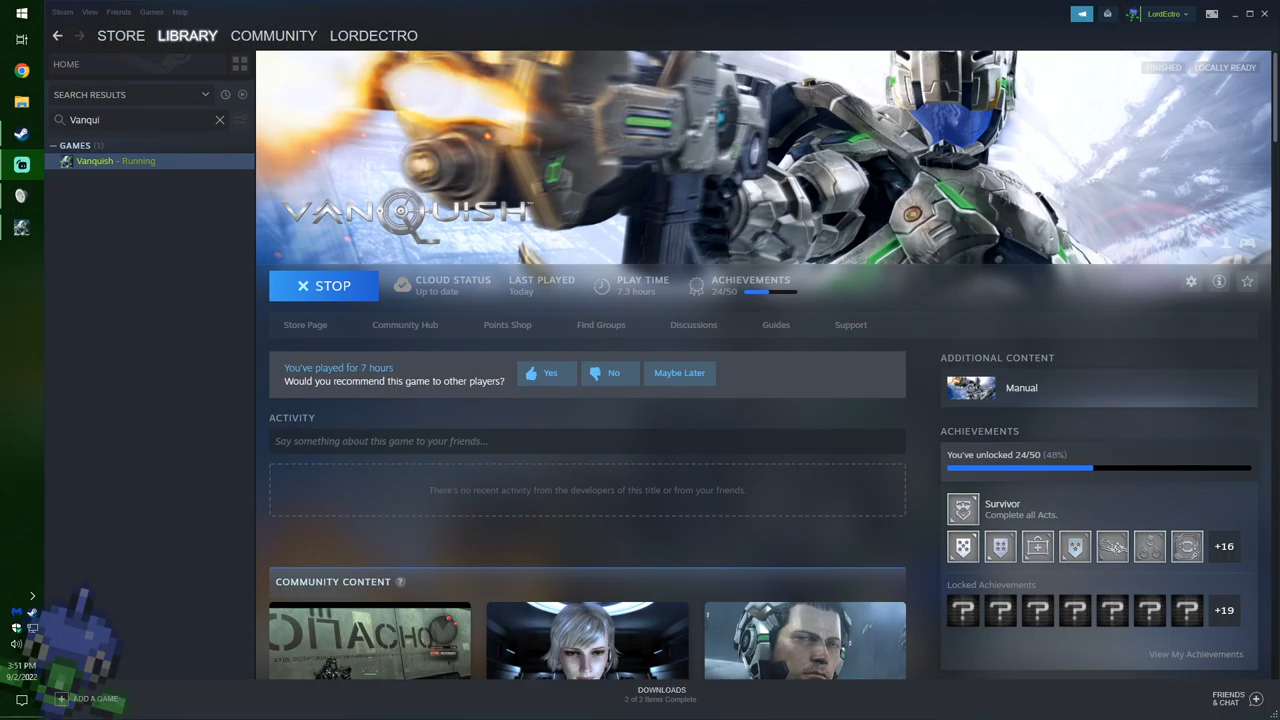 Steam View Friends Games Help
LordEctro
STORE LIBRARY COMMUNITY LORDECTRO
HOME
SEARCH RESULTS
Vanqui
GAMES (1)
Vanquish - Running
FINISHED LOCALLY READY
VANQUISH
STOP
CLOUD STATUS
Up to date
LAST PLAYED
Today
PLAY TIME
7.3 hours
ACHIEVEMENTS
24/50
Store Page Community Hub Points Shop Find Groups Discussions Guides Support
You've played for 7 hours
Would you recommend this game to other players?
Yes No Maybe Later
ACTIVITY
Say something about this game to your friends...
There's no recent activity from the developers of this title or from your friends.
COMMUNITY CONTENT ?
ОПАСНО
ADDITIONAL CONTENT
Manual
ACHIEVEMENTS
You've unlocked 24/50 (48%)
Survivor
Complete all Acts.
+16
Locked Achievements
+19
View My Achievements
3:51 PM
9/2/2022
ADD A GAME
DOWNLOADS
2 of 2 Items Complete
FRIENDS
& CHAT